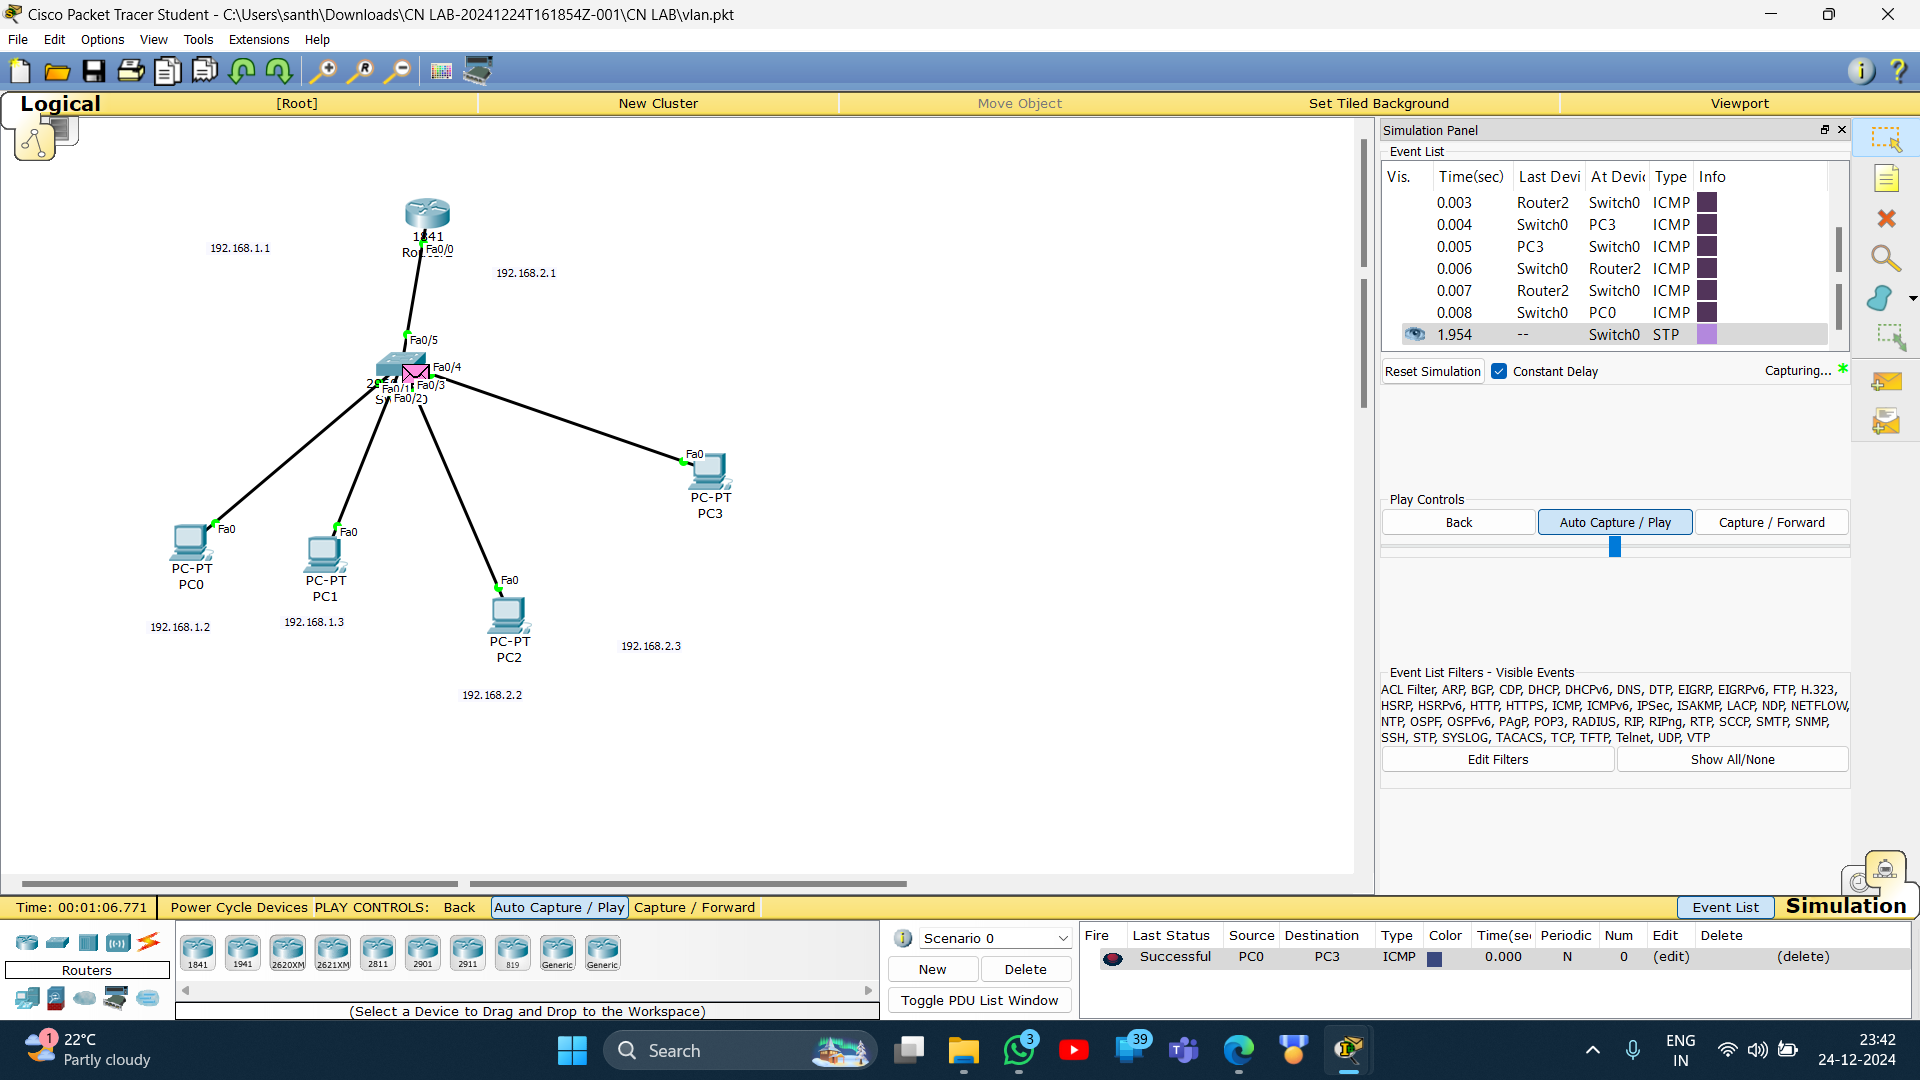 Cisco Packet Tracer Student - C:\Users\santh\Downloads\CN LAB-20241224T161854Z-001\CN LAB\vlan.pkt
File Edit Options View Tools Extensions Help
Logical [Root] New Cluster Move Object Set Tiled Background Viewport
1841
Fa0/0
192.168.1.1
192.168.2.1
Fa0/5
Fa0/4
Fa0/3
Fa0/1
Fa0/2
Fa0
PC-PT
PC3
Fa0
PC-PT
PC0
Fa0
PC-PT
PC1
Fa0
PC-PT
PC2
192.168.1.2
192.168.1.3
192.168.2.3
192.168.2.2
Simulation Panel
Event List
Vis. Time(sec) Last Devi At Devic Type Info
0.003 Router2 Switch0 ICMP
0.004 Switch0 PC3 ICMP
0.005 PC3 Switch0 ICMP
0.006 Switch0 Router2 ICMP
0.007 Router2 Switch0 ICMP
0.008 Switch0 PC0 ICMP
1.954 -- Switch0 STP
Reset Simulation Constant Delay Capturing... *
Play Controls
Back Auto Capture / Play Capture / Forward
Event List Filters - Visible Events
ACL Filter, ARP, BGP, CDP, DHCP, DHCPv6, DNS, DTP, EIGRP, EIGRPv6, FTP, H.323,
HSRP, HSRPv6, HTTP, HTTPS, ICMP, ICMPv6, IPSec, ISAKMP, LACP, NDP, NETFLOW,
NTP, OSPF, OSPFv6, PAgP, POP3, RADIUS, RIP, RIPng, RTP, SCCP, SMTP, SNMP,
SSH, STP, SYSLOG, TACACS, TCP, TFTP, Telnet, UDP, VTP
Edit Filters Show All/None
Time: 00:01:06.771 Power Cycle Devices PLAY CONTROLS: Back Auto Capture / Play Capture / Forward Event List Simulation
Routers
1841 1941 2620XM 2621XM 2811 2901 2911 819 Generic Generic
(Select a Device to Drag and Drop to the Workspace)
Scenario 0
New Delete
Toggle PDU List Window
Fire Last Status Source Destination Type Color Time(sec Periodic Num Edit Delete
Successful PC0 PC3 ICMP 0.000 N 0 (edit) (delete)
1
22°C
Partly cloudy
Search
3
39
ENG
IN
23:42
24-12-2024